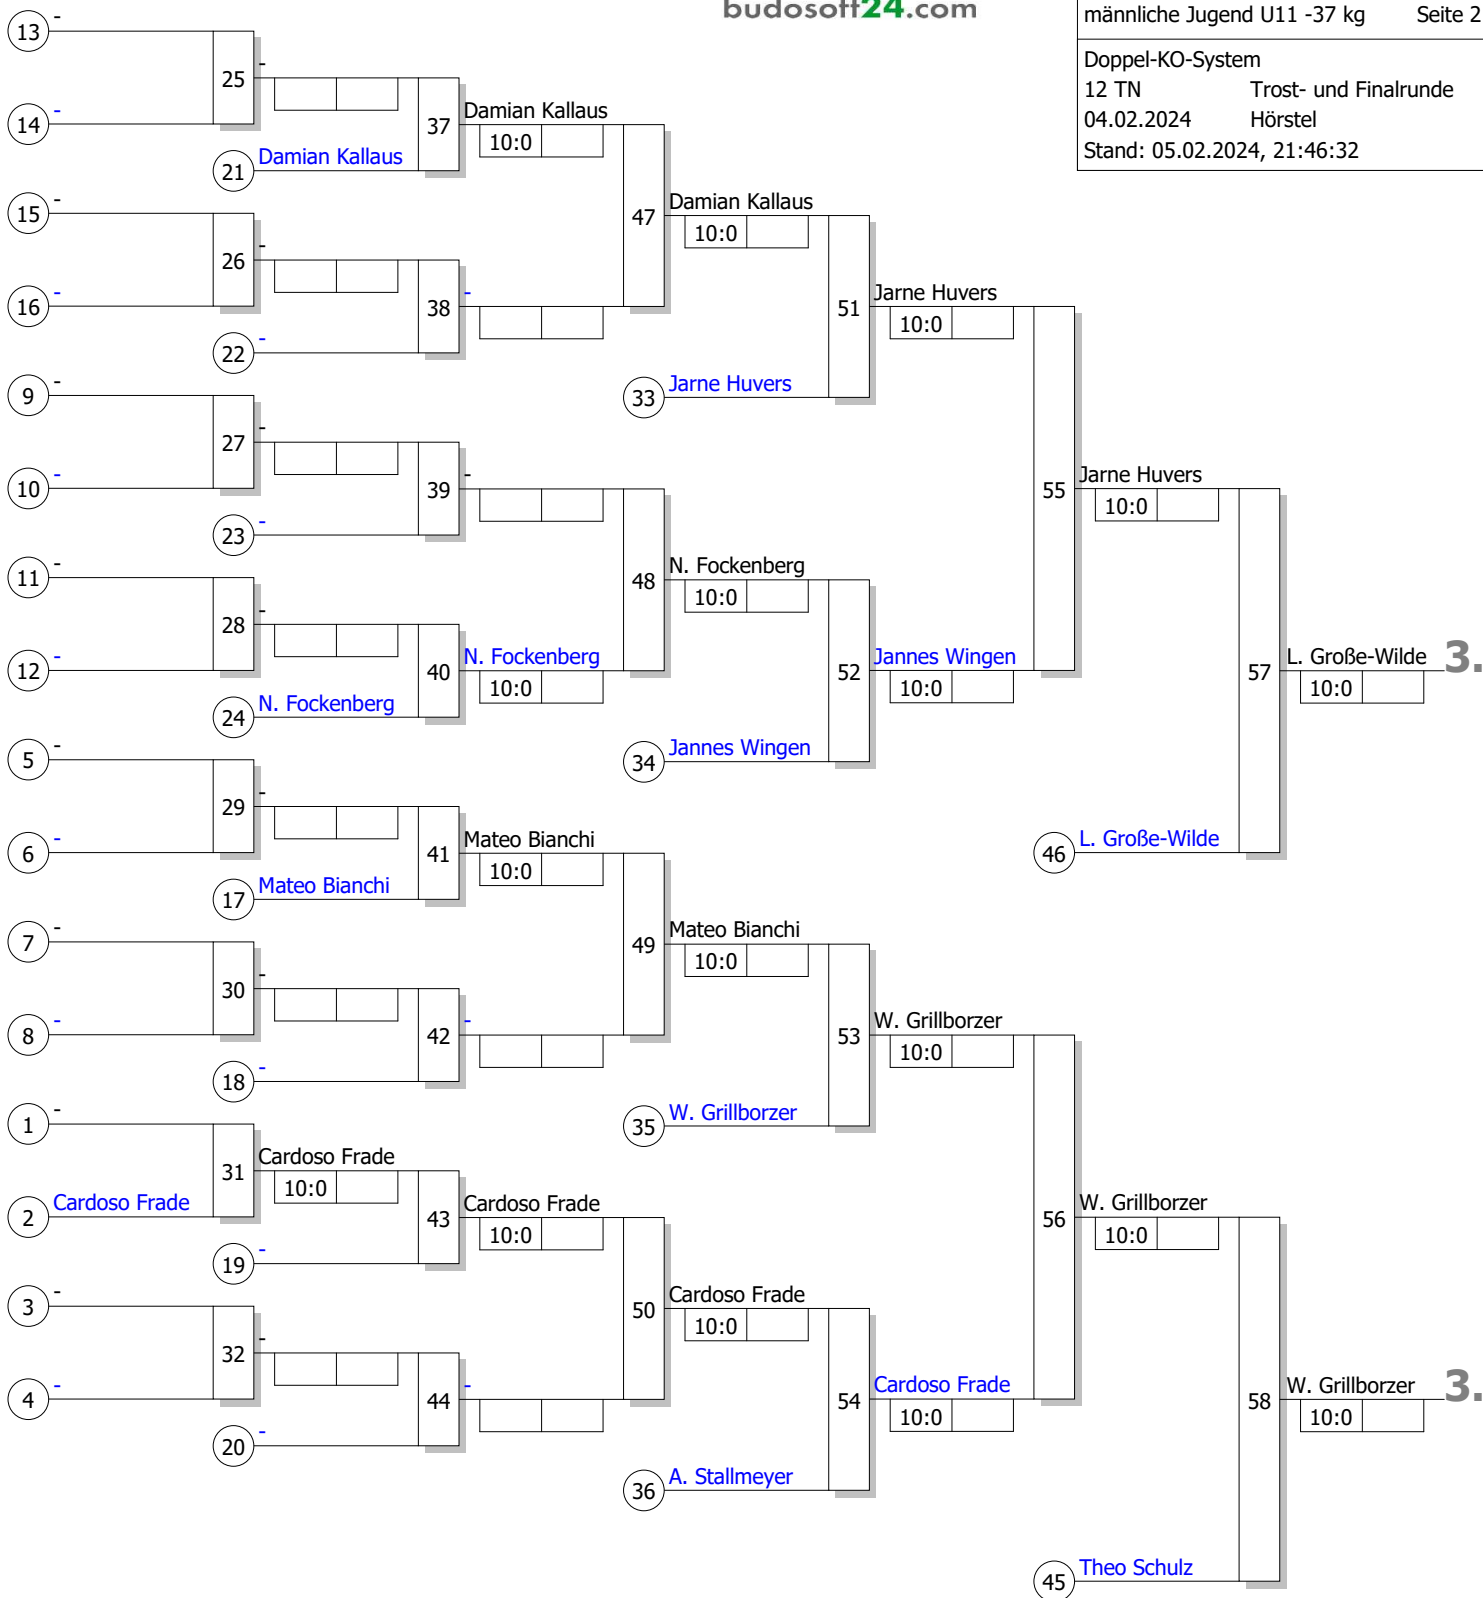 budosoft24.com
männliche Jugend U11 -37 kg Seite 2
Doppel-KO-System
12 TN Trost- und Finalrunde
04.02.2024 Hörstel
Stand: 05.02.2024, 21:46:32
13 -
25 -
14 -
37 Damian Kallaus
10:0
21 Damian Kallaus
15 -
47 Damian Kallaus
10:0
26 -
16 -
38 -
51 Jarne Huvers
10:0
22 -
9 -
33 Jarne Huvers
27 -
10 -
39 -
55 Jarne Huvers
10:0
23 -
11 -
48 N. Fockenberg
10:0
28 -
12 -
40 N. Fockenberg
10:0
52 Jannes Wingen
10:0
57 L. Große-Wilde 3.
10:0
24 N. Fockenberg
5 -
34 Jannes Wingen
29 -
6 -
41 Mateo Bianchi
10:0
46 L. Große-Wilde
17 Mateo Bianchi
7 -
49 Mateo Bianchi
10:0
30 -
8 -
42 -
53 W. Grillborzer
10:0
18 -
1 -
35 W. Grillborzer
31 Cardoso Frade
10:0
2 Cardoso Frade
43 Cardoso Frade
10:0
56 W. Grillborzer
10:0
19 -
3 -
50 Cardoso Frade
10:0
32 -
4 -
44 -
54 Cardoso Frade
10:0
58 W. Grillborzer 3.
10:0
20 -
36 A. Stallmeyer
45 Theo Schulz